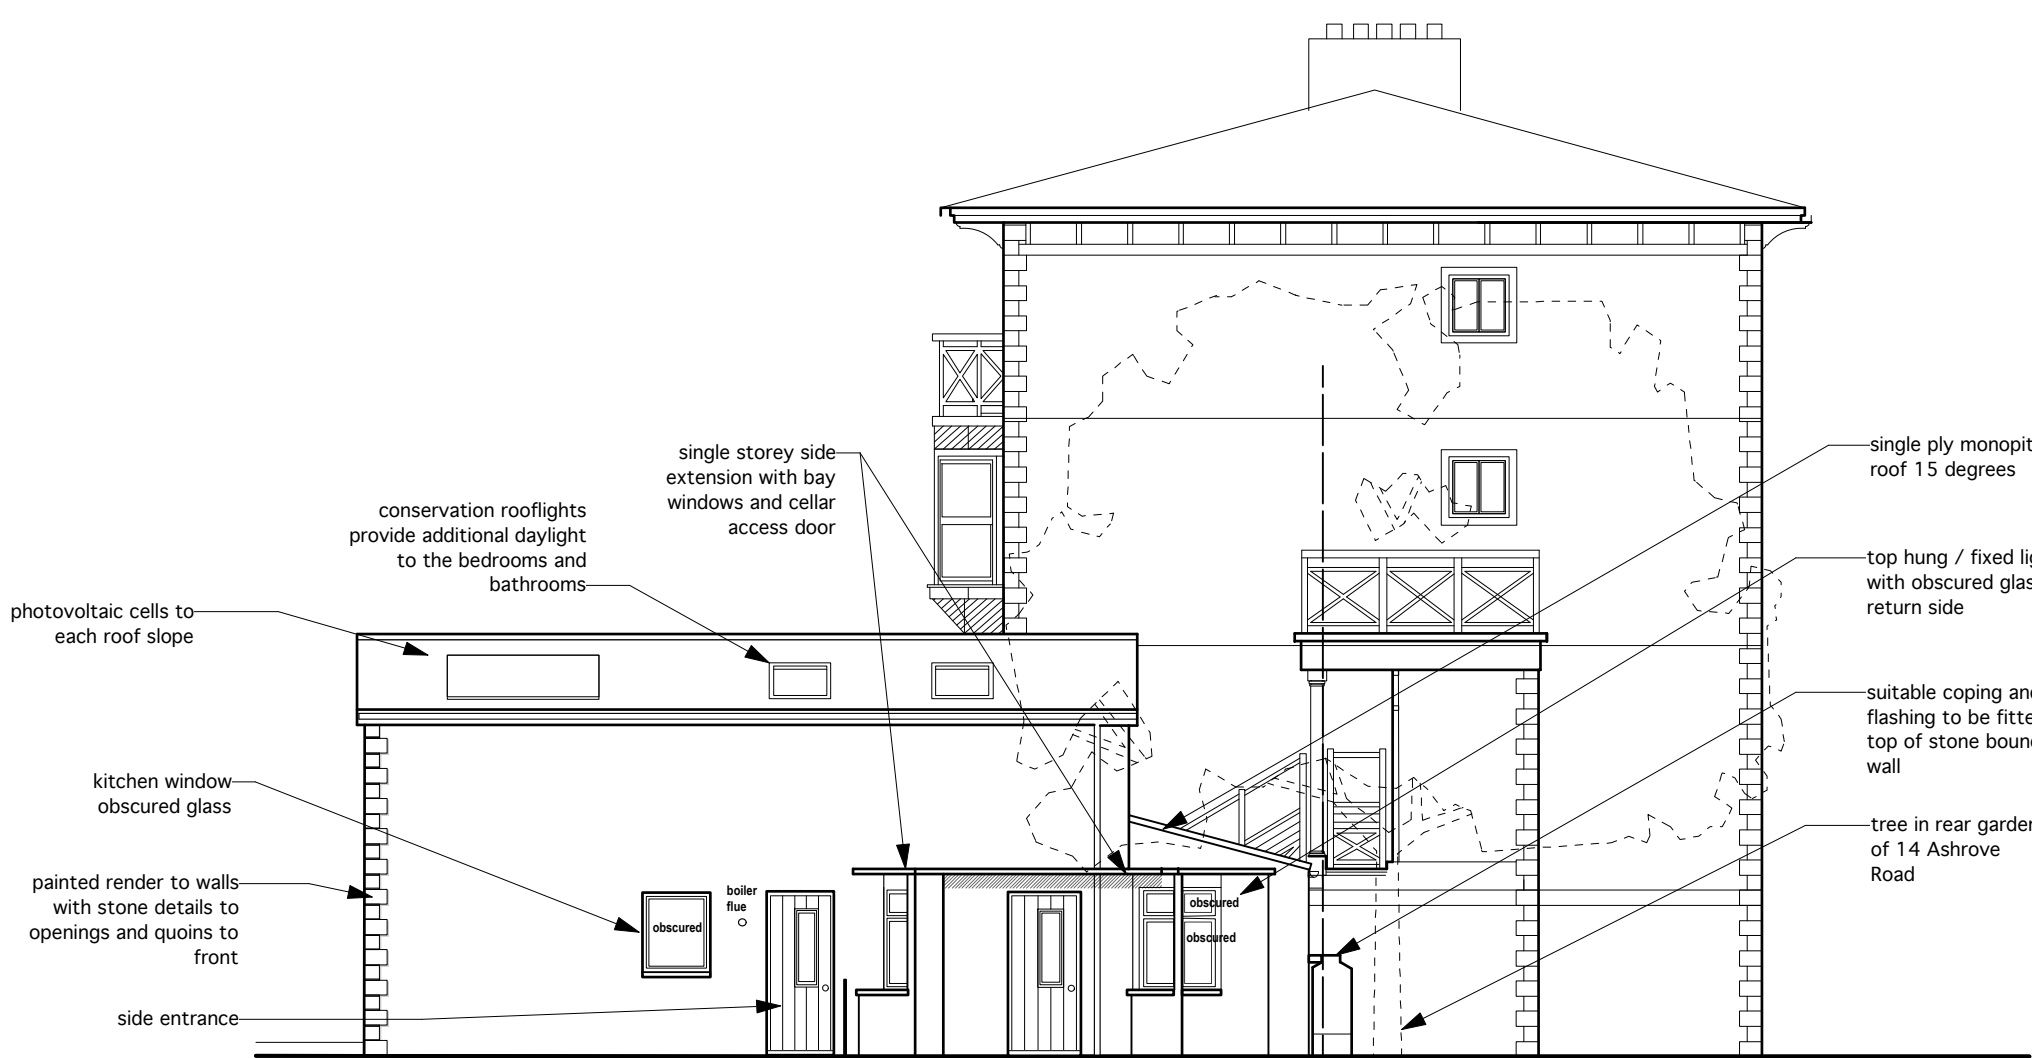 single storey side
extension with bay
windows and cellar
access door
conservation rooflights
provide additional daylight
to the bedrooms and
bathrooms
photovoltaic cells to
each roof slope
kitchen window
obscured glass
painted render to walls
with stone details to
openings and quoins to
front
side entrance
boiler
flue
obscured
obscured
obscured
single ply monopit
roof 15 degrees
top hung / fixed lig
with obscured glas
return side
suitable coping and
flashing to be fitte
top of stone bound
wall
tree in rear garden
of 14 Ashrove
Road